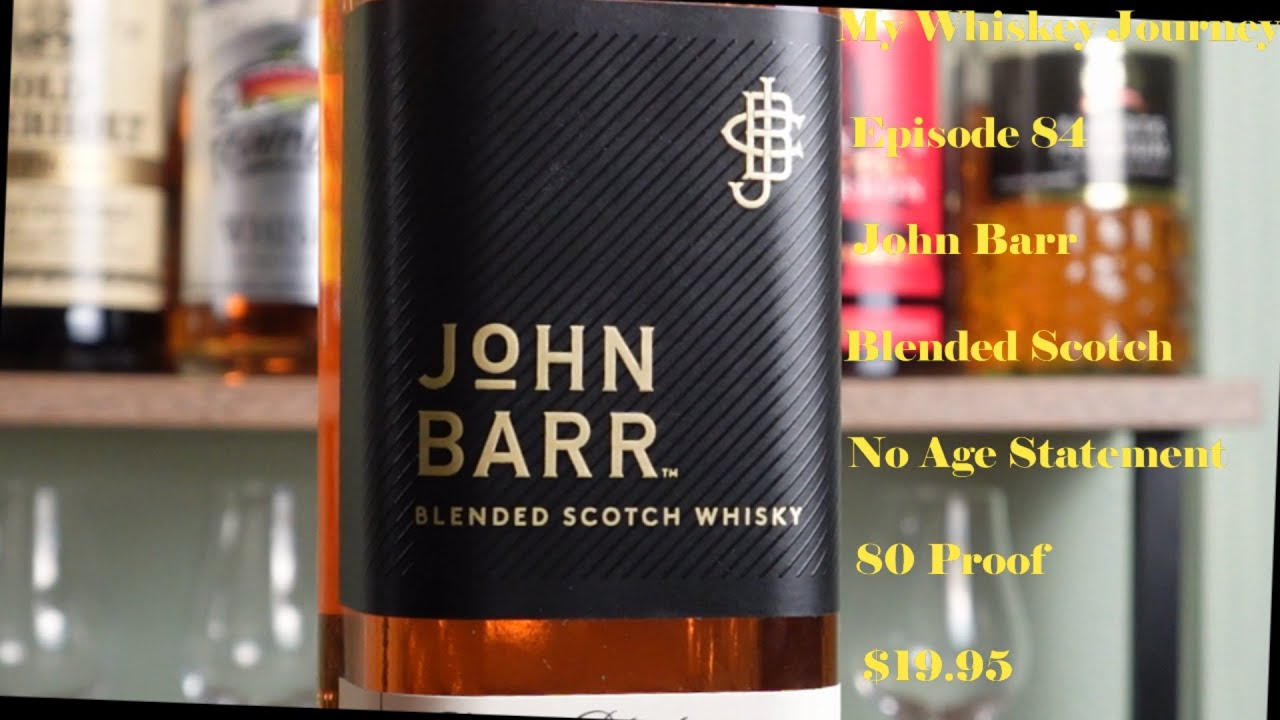 My Whiskey Journey
Episode 84
John Barr
Blended Scotch
No Age Statement
80 Proof
$19.95
JOHN
BARR™
BLENDED SCOTCH WHISKY